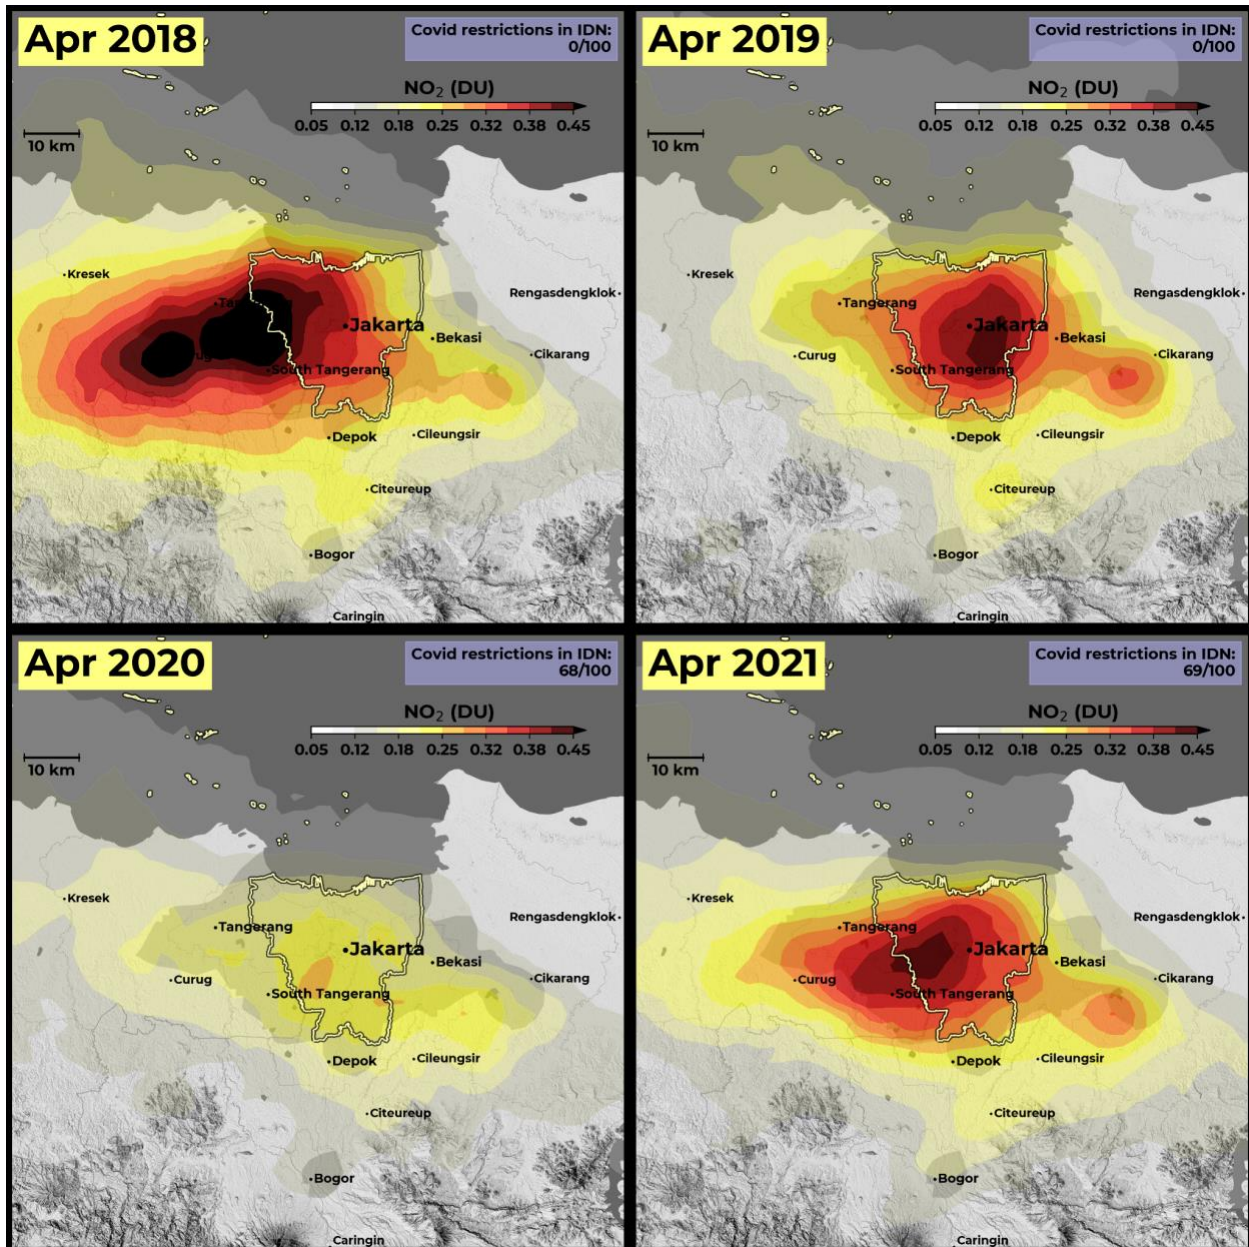 Apr 2018
Covid restrictions in IDN:
0/100
NO₂ (DU)
0.05 0.12 0.18 0.25 0.32 0.38 0.45
10 km
Kresek
Jakarta
Bekasi
Cikarang
South Tangerang
Depok
Cileungsir
Citeureup
Bogor
Caringin
Apr 2019
Covid restrictions in IDN:
0/100
NO₂ (DU)
0.05 0.12 0.18 0.25 0.32 0.38 0.45
10 km
Kresek
Rengasdengklok
Tangerang
Jakarta
Bekasi
Curug
Cikarang
South Tangerang
Depok
Cileungsir
Citeureup
Bogor
Caringin
Apr 2020
Covid restrictions in IDN:
68/100
NO₂ (DU)
0.05 0.12 0.18 0.25 0.32 0.38 0.45
10 km
Kresek
Rengasdengklok
Tangerang
Jakarta
Bekasi
Curug
Cikarang
South Tangerang
Depok
Cileungsir
Citeureup
Bogor
Caringin
Apr 2021
Covid restrictions in IDN:
69/100
NO₂ (DU)
0.05 0.12 0.18 0.25 0.32 0.38 0.45
10 km
Kresek
Rengasdengklok
Tangerang
Jakarta
Bekasi
Curug
Cikarang
South Tangerang
Depok
Cileungsir
Citeureup
Bogor